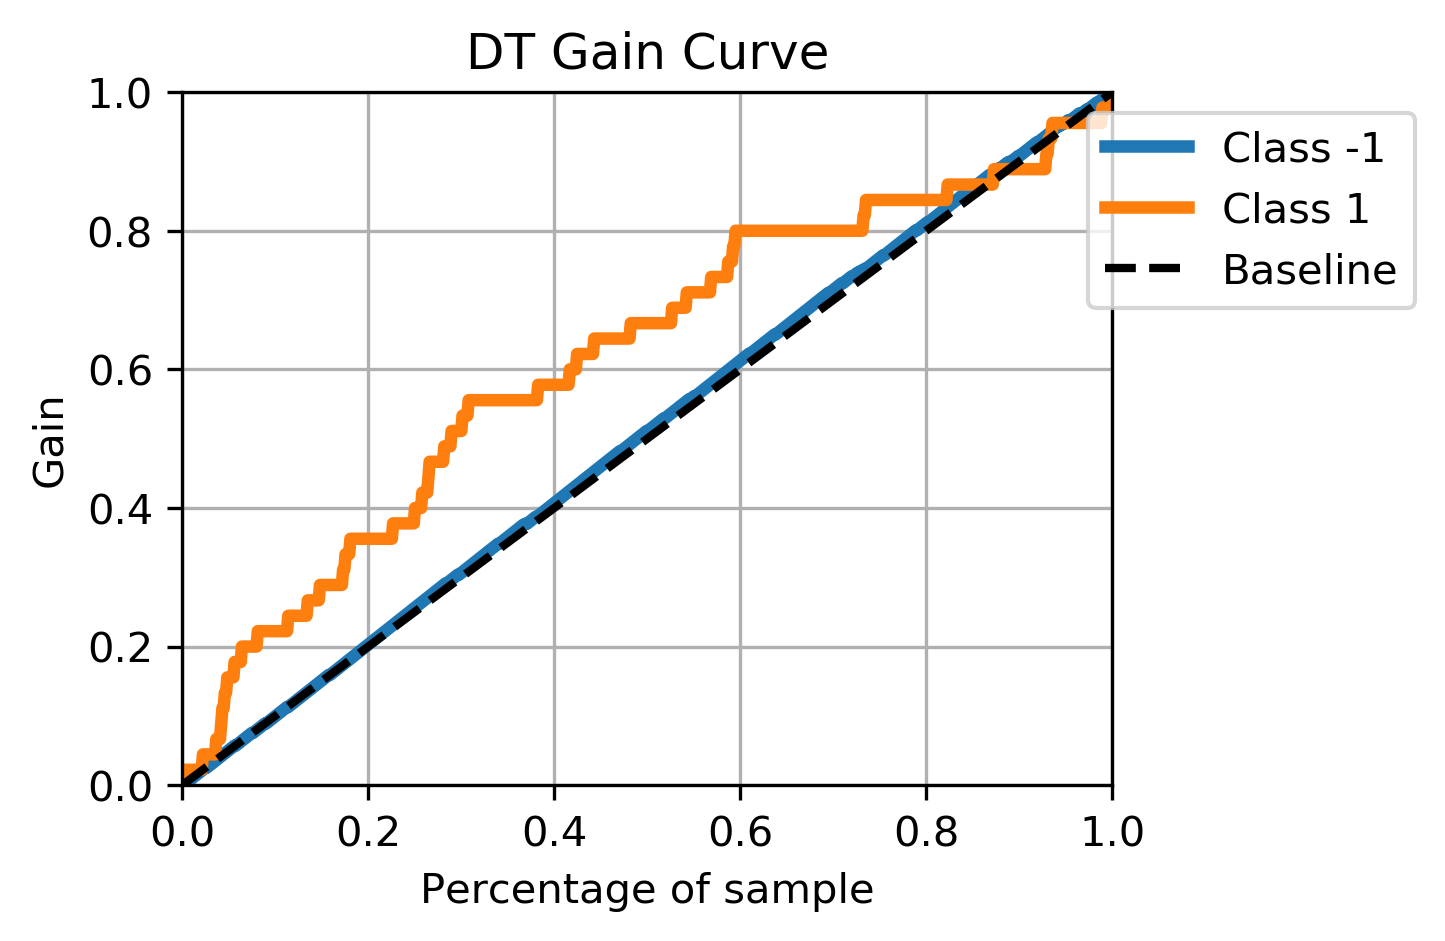 DT Gain Curve
1.0
0.8
0.6
0.4
0.2
0.0
Gain
0.0 0.2 0.4 0.6 0.8 1.0
Percentage of sample
Class -1
Class 1
Baseline